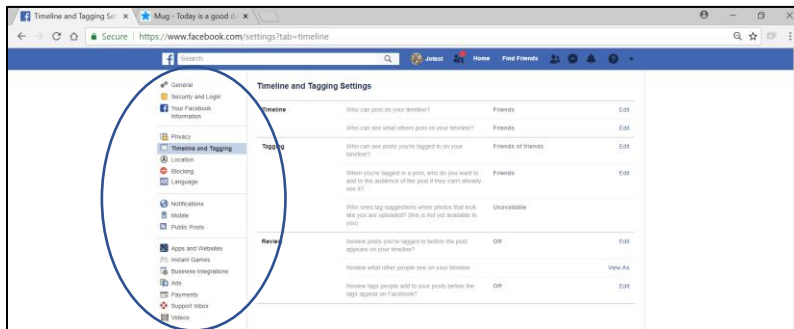 Timeline and Tagging Set
Mug - Today is a good d
Secure
https://www.facebook.com/settings?tab=timeline
Search
Jotest
Home
Find Friends
General
Security and Login
Your Facebook
Information
Privacy
Timeline and Tagging
Location
Blocking
Language
Notifications
Mobile
Public Posts
Apps and Websites
Instant Games
Business Integrations
Ads
Payments
Support Inbox
Videos
Timeline and Tagging Settings
Timeline
Who can post on your timeline?
Friends
Edit
Who can see what others post on your timeline?
Friends
Edit
Tagging
Who can see posts you're tagged in on your
timeline?
Friends of friends
Edit
When you're tagged in a post, who do you want to
add to the audience of the post if they can't already
see it?
Friends
Edit
Who sees tag suggestions when photos that look
like you are uploaded? (this is not yet available to
you)
Unavailable
Review
Review posts you're tagged in before the post
appears on your timeline?
Off
Edit
Review what other people see on your timeline
View As
Review tags people add to your posts before the
tags appear on Facebook?
Off
Edit